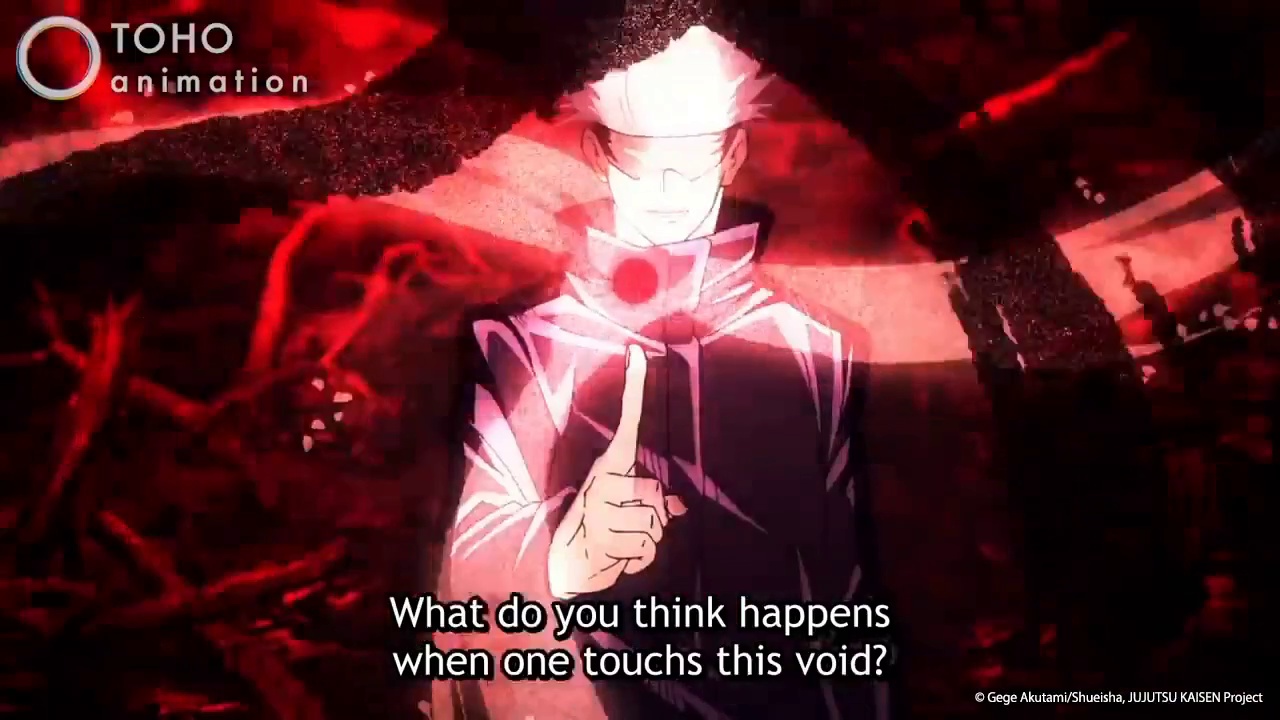 TOHO
animation
What do you think happens
when one touchs this void?
© Gege Akutami/Shueisha, JUJUTSU KAISEN Project